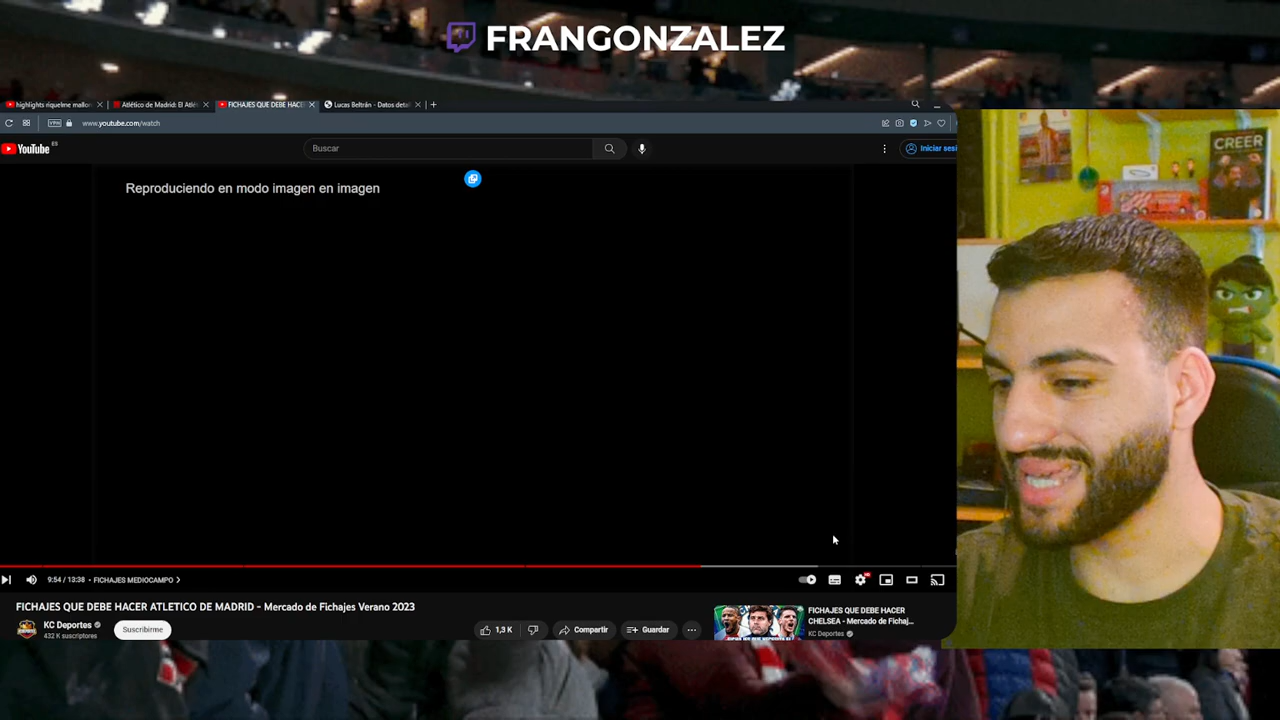 FRANGONZALEZ
highlights riquelme mallor
Atlético de Madrid: El Atlé
FICHAJES QUE DEBE HACE
Lucas Beltrán - Datos detal
VPN
www.youtube.com/watch
YouTube ES
Buscar
Iniciar sesi
CREER
Reproduciendo en modo imagen en imagen
9:54 / 13:38 • FICHAJES MEDIOCAMPO
FICHAJES QUE DEBE HACER ATLETICO DE MADRID - Mercado de Fichajes Verano 2023
KC Deportes
432 K suscriptores
Suscribirme
1,3 K
Compartir
Guardar
FICHAJES QUE DEBE HACER
CHELSEA - Mercado de Fichaj...
KC Deportes